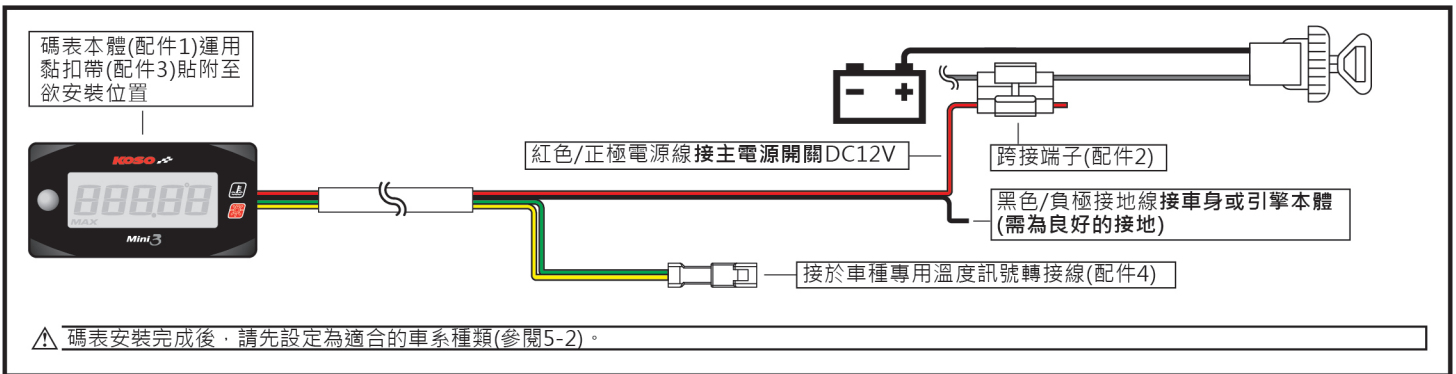 碼表本體(配件1)運用
黏扣帶(配件3)貼附至
欲安裝位置
KOSO
888.88
MAX
Mini3
紅色/正極電源線接主電源開關DC12V
跨接端子(配件2)
黑色/負極接地線接車身或引擎本體
(需為良好的接地)
接於車種專用溫度訊號轉接線(配件4)
碼表安裝完成後，請先設定為適合的車系種類(參閱5-2)。